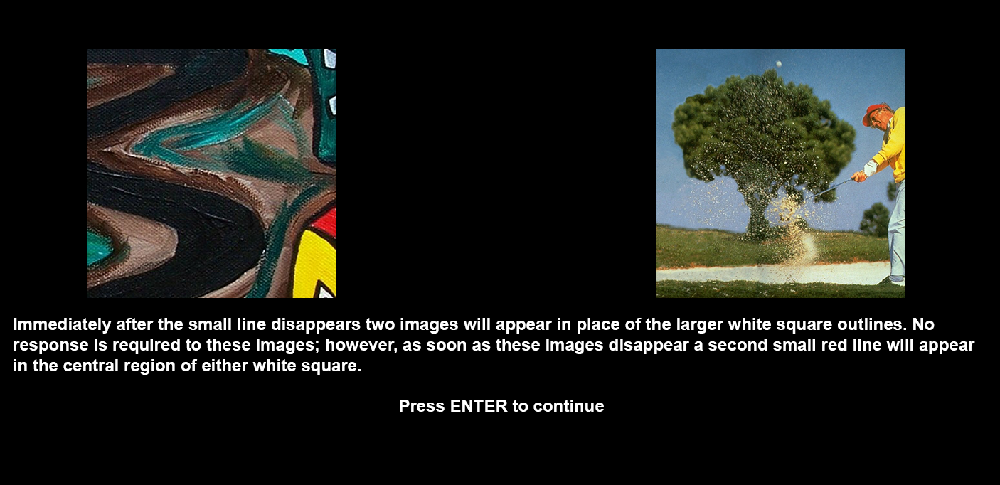 Immediately after the small line disappears two images will appear in place of the larger white square outlines. No
response is required to these images; however, as soon as these images disappear a second small red line will appear
in the central region of either white square.
Press ENTER to continue